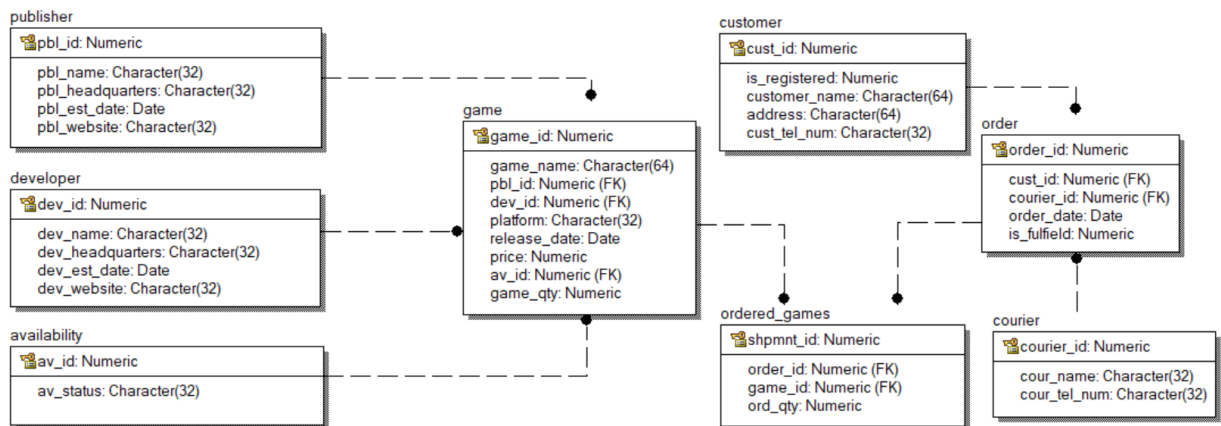 publisher
pbl_id: Numeric
pbl_name: Character(32)
pbl_headquarters: Character(32)
pbl_est_date: Date
pbl_website: Character(32)
developer
dev_id: Numeric
dev_name: Character(32)
dev_headquarters: Character(32)
dev_est_date: Date
dev_website: Character(32)
availability
av_id: Numeric
av_status: Character(32)
game
game_id: Numeric
game_name: Character(64)
pbl_id: Numeric (FK)
dev_id: Numeric (FK)
platform: Character(32)
release_date: Date
price: Numeric
av_id: Numeric (FK)
game_qty: Numeric
customer
cust_id: Numeric
is_registered: Numeric
customer_name: Character(64)
address: Character(64)
cust_tel_num: Character(32)
order
order_id: Numeric
cust_id: Numeric (FK)
courier_id: Numeric (FK)
order_date: Date
is_fulfield: Numeric
ordered_games
shpmnt_id: Numeric
order_id: Numeric (FK)
game_id: Numeric (FK)
ord_qty: Numeric
courier
courier_id: Numeric
cour_name: Character(32)
cour_tel_num: Character(32)